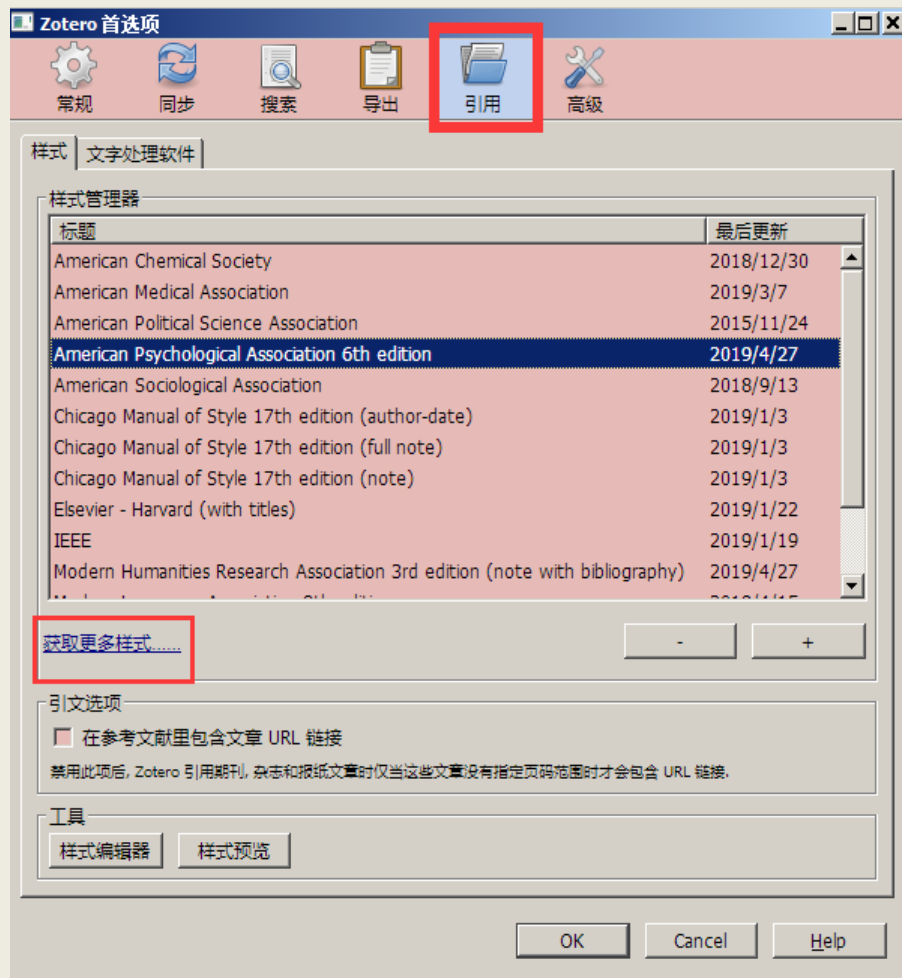 Zotero 首选项
常规 同步 搜索 导出 引用 高级
样式 文字处理软件
样式管理器
标题 最后更新
American Chemical Society 2018/12/30
American Medical Association 2019/3/7
American Political Science Association 2015/11/24
American Psychological Association 6th edition 2019/4/27
American Sociological Association 2018/9/13
Chicago Manual of Style 17th edition (author-date) 2019/1/3
Chicago Manual of Style 17th edition (full note) 2019/1/3
Chicago Manual of Style 17th edition (note) 2019/1/3
Elsevier - Harvard (with titles) 2019/1/22
IEEE 2019/1/19
Modern Humanities Research Association 3rd edition (note with bibliography) 2019/4/27
获取更多样式......
- +
引文选项
在参考文献里包含文章 URL 链接
禁用此项后, Zotero 引用期刊, 杂志和报纸文章时仅当这些文章没有指定页码范围时才会包含 URL 链接.
工具
样式编辑器 样式预览
OK Cancel Help